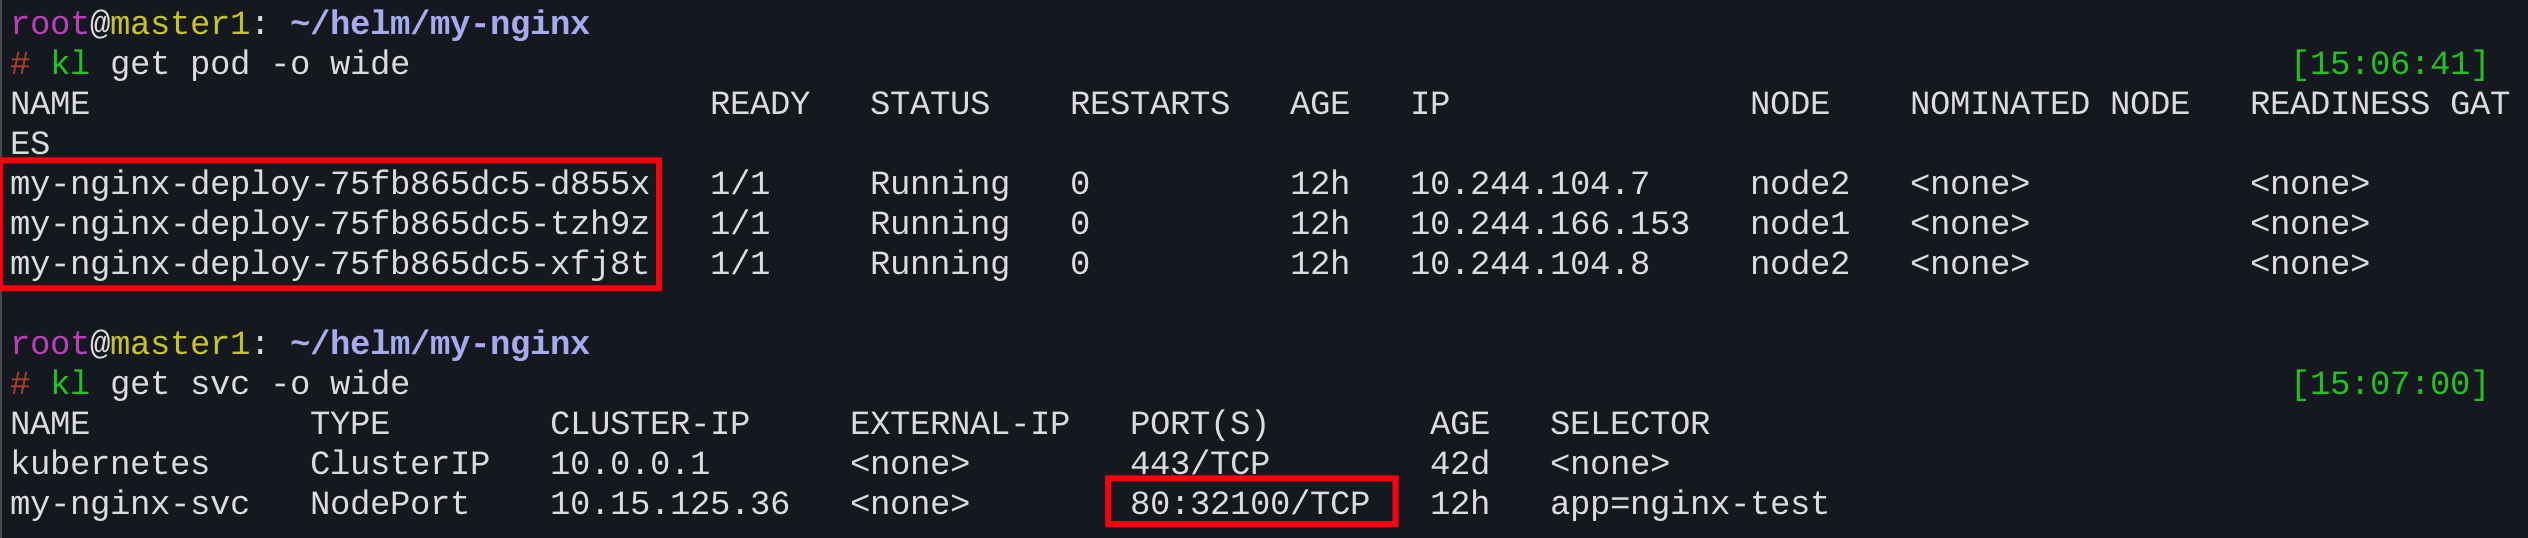 root@master1: ~/helm/my-nginx
# kl get pod -o wide [15:06:41]
NAME READY STATUS RESTARTS AGE IP NODE NOMINATED NODE READINESS GAT
ES
my-nginx-deploy-75fb865dc5-d855x 1/1 Running 0 12h 10.244.104.7 node2 <none> <none>
my-nginx-deploy-75fb865dc5-tzh9z 1/1 Running 0 12h 10.244.166.153 node1 <none> <none>
my-nginx-deploy-75fb865dc5-xfj8t 1/1 Running 0 12h 10.244.104.8 node2 <none> <none>
root@master1: ~/helm/my-nginx
# kl get svc -o wide [15:07:00]
NAME TYPE CLUSTER-IP EXTERNAL-IP PORT(S) AGE SELECTOR
kubernetes ClusterIP 10.0.0.1 <none> 443/TCP 42d <none>
my-nginx-svc NodePort 10.15.125.36 <none> 80:32100/TCP 12h app=nginx-test